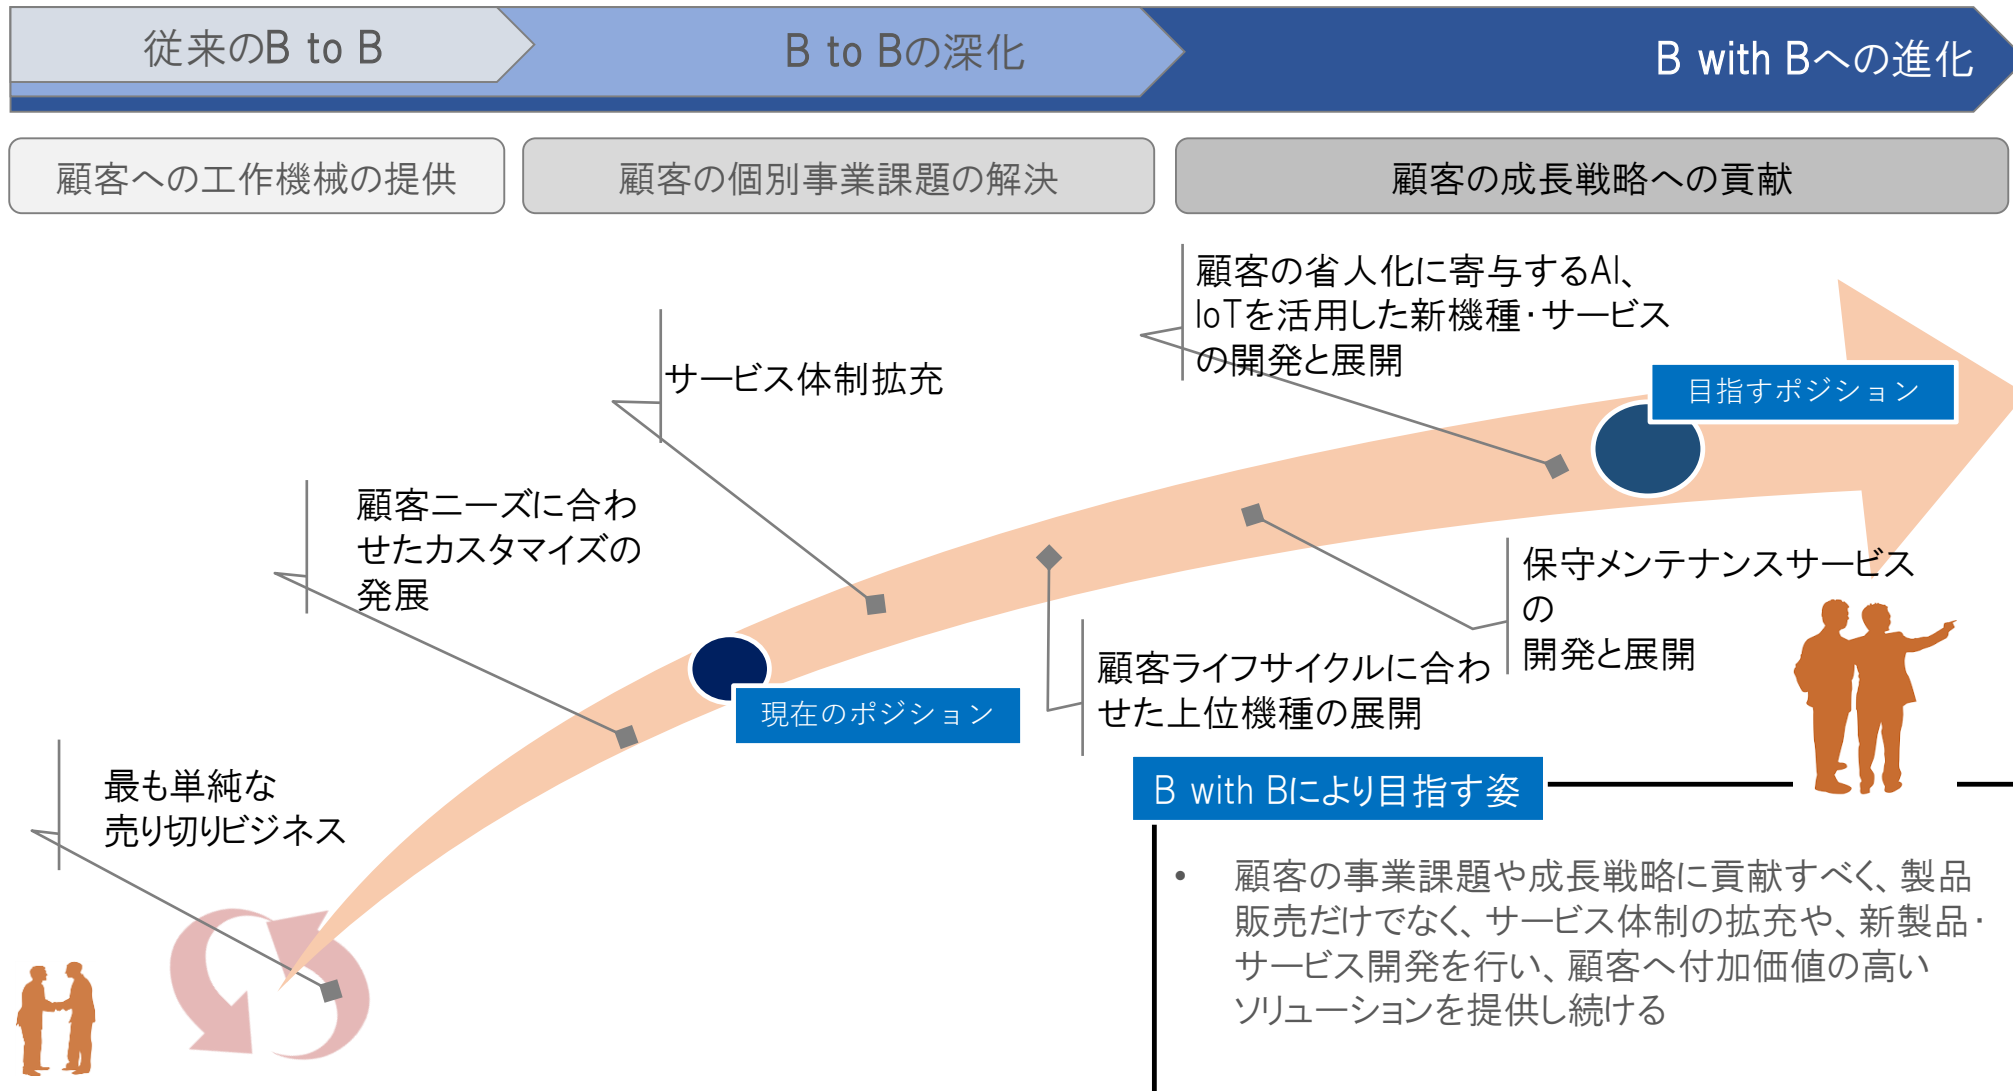 従来のB to B
B to Bの深化
B with Bへの進化
顧客への工作機械の提供
顧客の個別事業課題の解決
顧客の成長戦略への貢献
顧客の省人化に寄与するAI、
IoTを活用した新機種・サービス
の開発と展開
サービス体制拡充
目指すポジション
顧客ニーズに合わ
せたカスタマイズの
発展
保守メンテナンスサービス
の
開発と展開
顧客ライフサイクルに合わ
せた上位機種の展開
現在のポジション
最も単純な
売り切りビジネス
B with Bにより目指す姿
• 顧客の事業課題や成長戦略に貢献すべく、製品
販売だけでなく、サービス体制の拡充や、新製品・
サービス開発を行い、顧客へ付加価値の高い
ソリューションを提供し続ける